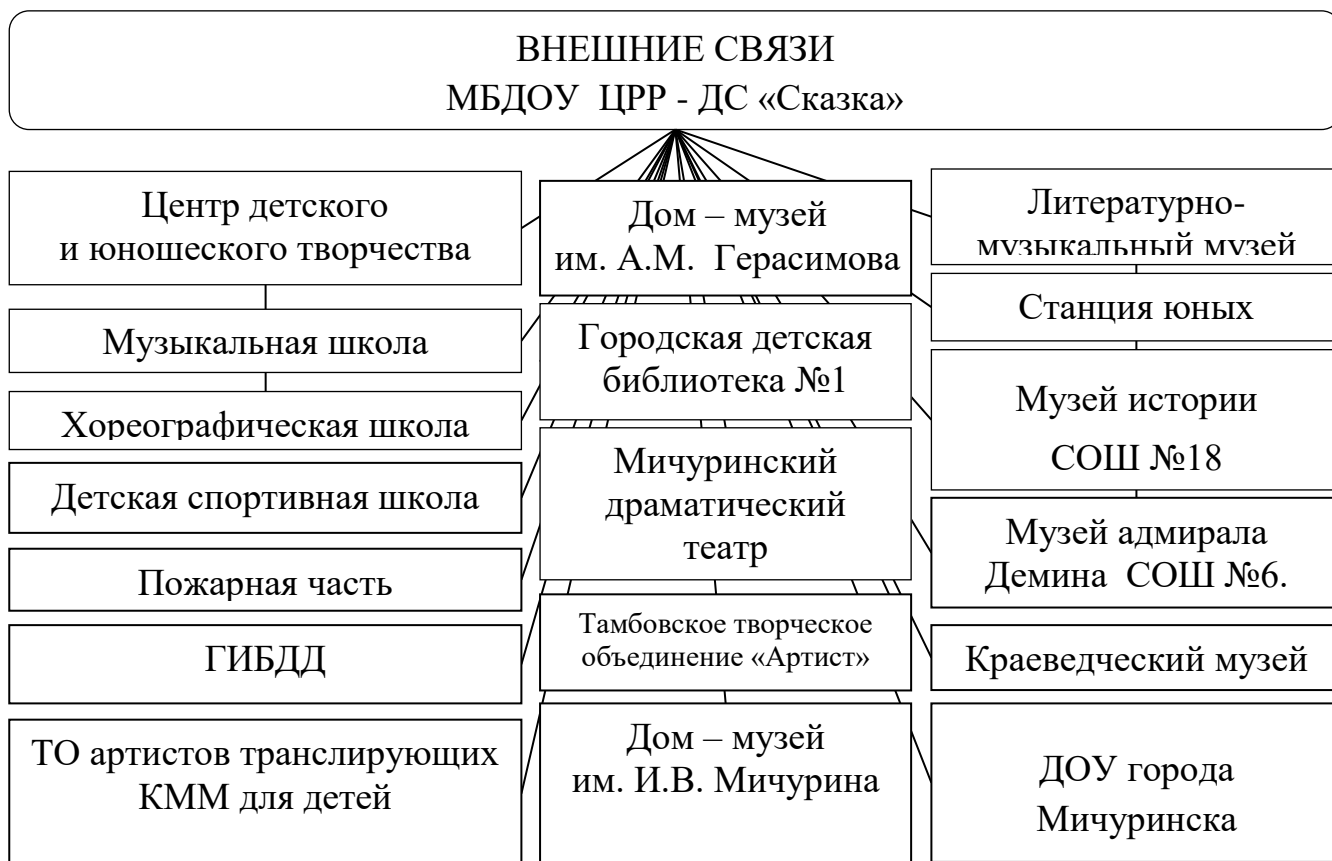 ВНЕШНИЕ СВЯЗИ
МБДОУ ЦРР - ДС «Сказка»
Центр детского
и юношеского творчества
Музыкальная школа
Хореографическая школа
Детская спортивная школа
Пожарная часть
ГИБДД
ТО артистов транслирующих
КММ для детей
Дом – музей
им. А.М. Герасимова
Городская детская
библиотека №1
Мичуринский
драматический
театр
Тамбовское творческое
объединение «Артист»
Дом – музей
им. И.В. Мичурина
Литературно-
музыкальный музей
Станция юных
Музей истории
СОШ №18
Музей адмирала
Демина СОШ №6.
Краеведческий музей
ДОУ города
Мичуринска